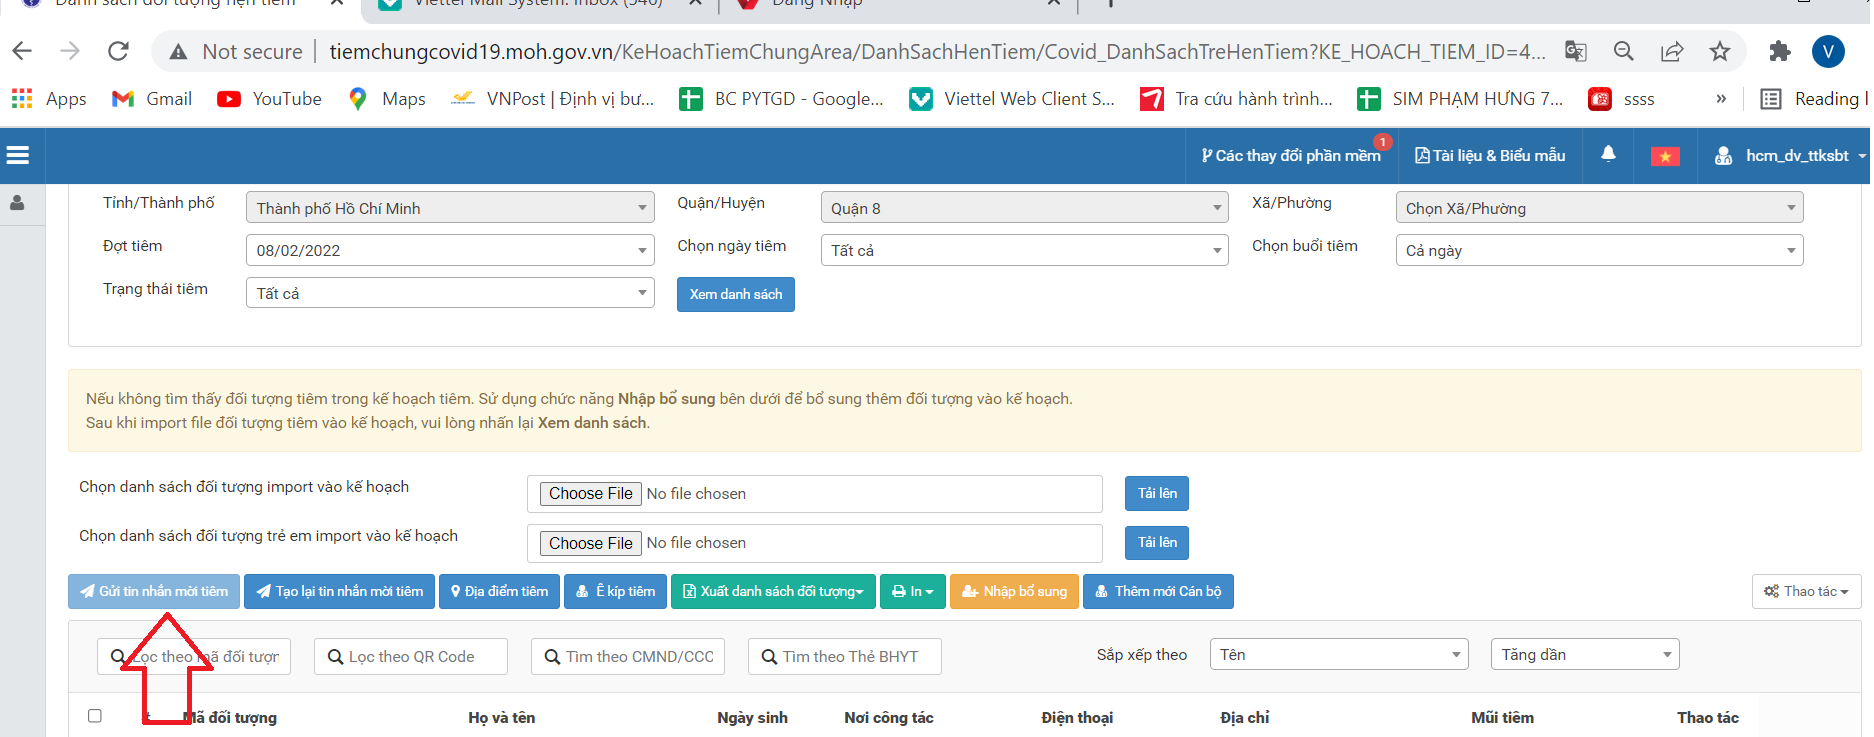 Danh sách đối tượng hẹn tiêm
Viettel Mail System: Inbox (540)
Đăng Nhập
Not secure | tiemchungcovid19.moh.gov.vn/KeHoachTiemChungArea/DanhSachHenTiem/Covid_DanhSachTreHenTiem?KE_HOACH_TIEM_ID=4...
V
Apps Gmail YouTube Maps VNPost | Định vị bư... BC PYTGD - Google... Viettel Web Client S... Tra cứu hành trình... SIM PHẠM HƯNG 7... ssss » Reading l
Các thay đổi phần mềm 1 Tài liệu & Biểu mẫu hcm_dv_ttksbt
Tỉnh/Thành phố Thành phố Hồ Chí Minh Quận/Huyện Quận 8 Xã/Phường Chọn Xã/Phường
Đợt tiêm 08/02/2022 Chọn ngày tiêm Tất cả Chọn buổi tiêm Cả ngày
Trạng thái tiêm Tất cả Xem danh sách
Nếu không tìm thấy đối tượng tiêm trong kế hoạch tiêm. Sử dụng chức năng Nhập bổ sung bên dưới để bổ sung thêm đối tượng vào kế hoạch.
Sau khi import file đối tượng tiêm vào kế hoạch, vui lòng nhấn lại Xem danh sách.
Chọn danh sách đối tượng import vào kế hoạch Choose File No file chosen Tải lên
Chọn danh sách đối tượng trẻ em import vào kế hoạch Choose File No file chosen Tải lên
Gửi tin nhắn mời tiêm Tạo lại tin nhắn mời tiêm Địa điểm tiêm Ê kíp tiêm Xuất danh sách đối tượng In Nhập bổ sung Thêm mới Cán bộ Thao tác
Lọc theo mã đối tượn Lọc theo QR Code Tìm theo CMND/CCC Tìm theo Thẻ BHYT Sắp xếp theo Tên Tăng dần
Mã đối tượng Họ và tên Ngày sinh Nơi công tác Điện thoại Địa chỉ Mũi tiêm Thao tác